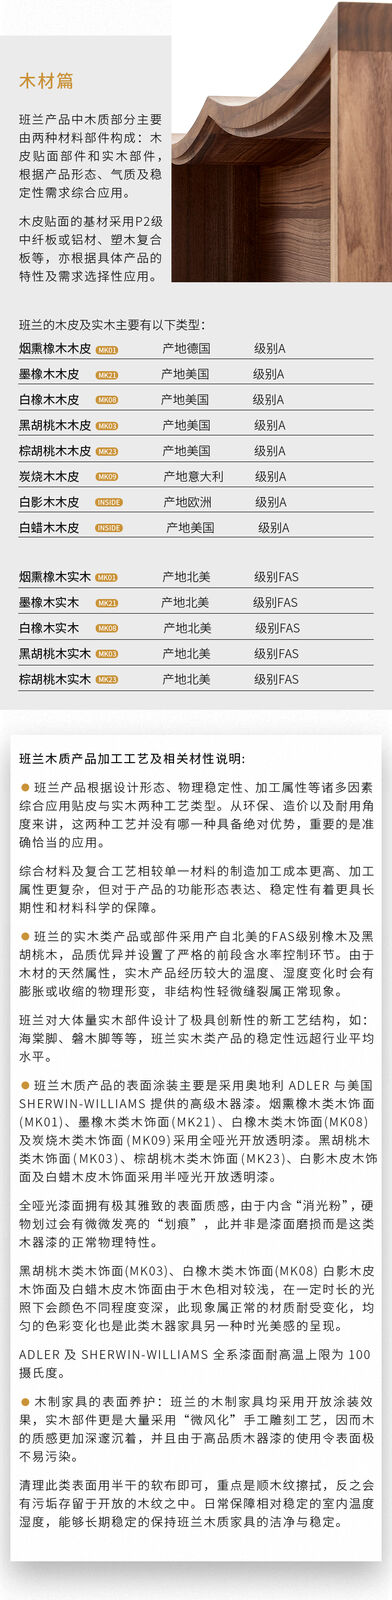 木材篇
班兰产品中木质部分主要
由两种材料部件构成：木
皮贴面部件和实木部件，
根据产品形态、气质及稳
定性需求综合应用。
木皮贴面的基材采用P2级
中纤板或铝材、塑木复合
板等，亦根据具体产品的
特性及需求选择性应用。
班兰的木皮及实木主要有以下类型：
烟熏橡木木皮 MK01 产地德国 级别A
墨橡木木皮 MK21 产地美国 级别A
白橡木木皮 MK08 产地美国 级别A
黑胡桃木木皮 MK03 产地美国 级别A
棕胡桃木木皮 MK23 产地美国 级别A
炭烧木木皮 MK09 产地意大利 级别A
白影木木皮 INSIDE 产地欧洲 级别A
白蜡木木皮 INSIDE 产地美国 级别A
烟熏橡木实木 MK01 产地北美 级别FAS
墨橡木实木 MK21 产地北美 级别FAS
白橡木实木 MK08 产地北美 级别FAS
黑胡桃木实木 MK03 产地北美 级别FAS
棕胡桃木实木 MK23 产地北美 级别FAS
班兰木质产品加工工艺及相关材性说明:
● 班兰产品根据设计形态、物理稳定性、加工属性等诸多因素
综合应用贴皮与实木两种工艺类型。从环保、造价以及耐用角
度来讲，这两种工艺并没有哪一种具备绝对优势，重要的是准
确恰当的应用。
综合材料及复合工艺相较单一材料的制造加工成本更高、加工
属性更复杂，但对于产品的功能形态表达、稳定性有着更具长
期性和材料科学的保障。
● 班兰的实木类产品或部件采用产自北美的FAS级别橡木及黑
胡桃木，品质优异并设置了严格的前段含水率控制环节。由于
木材的天然属性，实木产品经历较大的温度、湿度变化时会有
膨胀或收缩的物理形变，非结构性轻微缝裂属正常现象。
班兰对大体量实木部件设计了极具创新性的新工艺结构，如：
海棠脚、磐木脚等等，班兰实木类产品的稳定性远超行业平均
水平。
● 班兰木质产品的表面涂装主要是采用奥地利 ADLER 与美国
SHERWIN-WILLIAMS 提供的高级木器漆。烟熏橡木类木饰面
(MK01)、墨橡木类木饰面(MK21)、白橡木类木饰面(MK08)
及炭烧木类木饰面(MK09)采用全哑光开放透明漆。黑胡桃木
类木饰面(MK03)、棕胡桃木类木饰面(MK23)、白影木皮木饰
面及白蜡木皮木饰面采用半哑光开放透明漆。
全哑光漆面拥有极其雅致的表面质感，由于内含“消光粉”，硬
物划过会有微微发亮的“划痕”，此并非是漆面磨损而是这类
木器漆的正常物理特性。
黑胡桃木类木饰面(MK03)、白橡木类木饰面(MK08) 白影木皮
木饰面及白蜡木皮木饰面由于木色相对较浅，在一定时长的光
照下会颜色不同程度变深，此现象属正常的材质耐受变化，均
匀的色彩变化也是此类木器家具另一种时光美感的呈现。
ADLER 及 SHERWIN-WILLIAMS 全系漆面耐高温上限为 100
摄氏度。
● 木制家具的表面养护：班兰的木制家具均采用开放涂装效
果，实木部件更是大量采用“微风化”手工雕刻工艺，因而木
的质感更加深邃沉着，并且由于高品质木器漆的使用令表面极
不易污染。
清理此类表面用半干的软布即可，重点是顺木纹擦拭，反之会
有污垢存留于开放的木纹之中。日常保障相对稳定的室内温度
湿度，能够长期稳定的保持班兰木质家具的洁净与稳定。